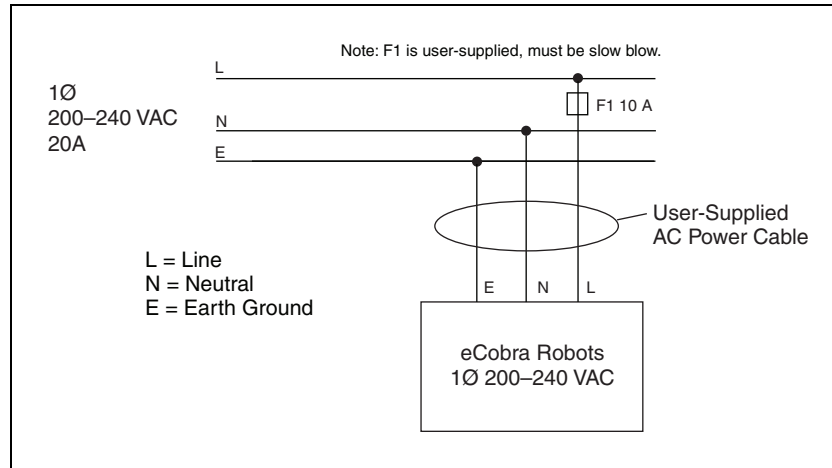 Note: F1 is user-supplied, must be slow blow.
L
1Ø
200–240 VAC
20A
F1 10 A
N
E
User-Supplied
AC Power Cable
L = Line
N = Neutral
E = Earth Ground
E N L
eCobra Robots
1Ø 200–240 VAC